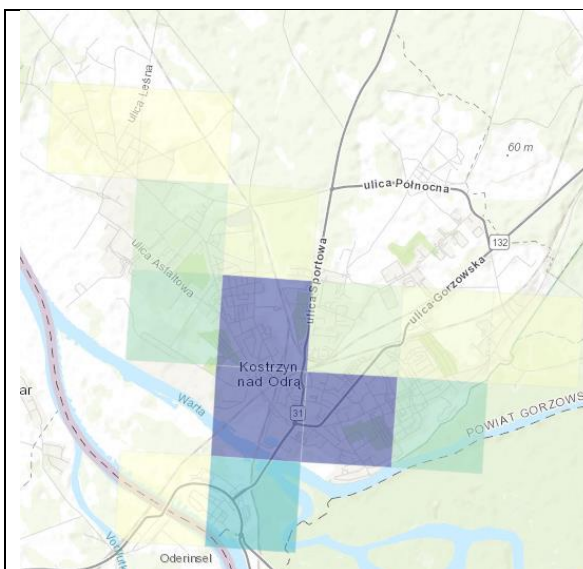 ulica Leśna
60 m
ulica Północna
132
ulica Asfaltowa
ulica Sportowa
ulica Gorzowska
Kostrzyn
nad Odrą
ar
Warta
31
POWIAT GORZOWS
Oderinsel